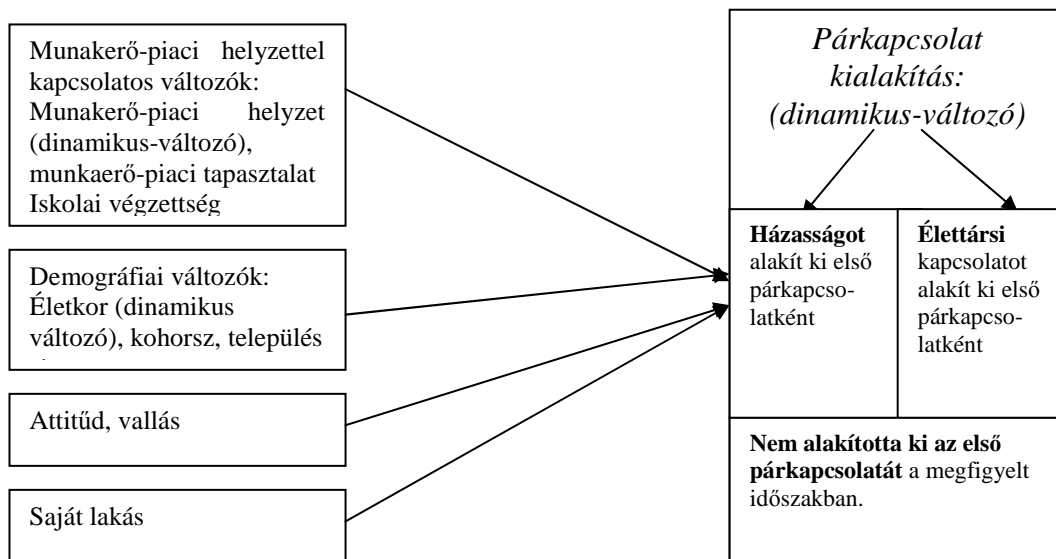 Munakerő-piaci helyzettel
kapcsolatos változók:
Munakerő-piaci helyzet
(dinamikus-változó),
munkaerő-piaci tapasztalat
Iskolai végzettség
Demográfiai változók:
Életkor (dinamikus
változó), kohorsz, település
Attitűd, vallás
Saját lakás
Párkapcsolat
kialakítás:
(dinamikus-változó)
Házasságot
alakít ki első
párkapcso-
latként
Élettársi
kapcsolatot
alakít ki első
párkapcso-
latként
Nem alakította ki az első
párkapcsolatát a megfigyelt
időszakban.